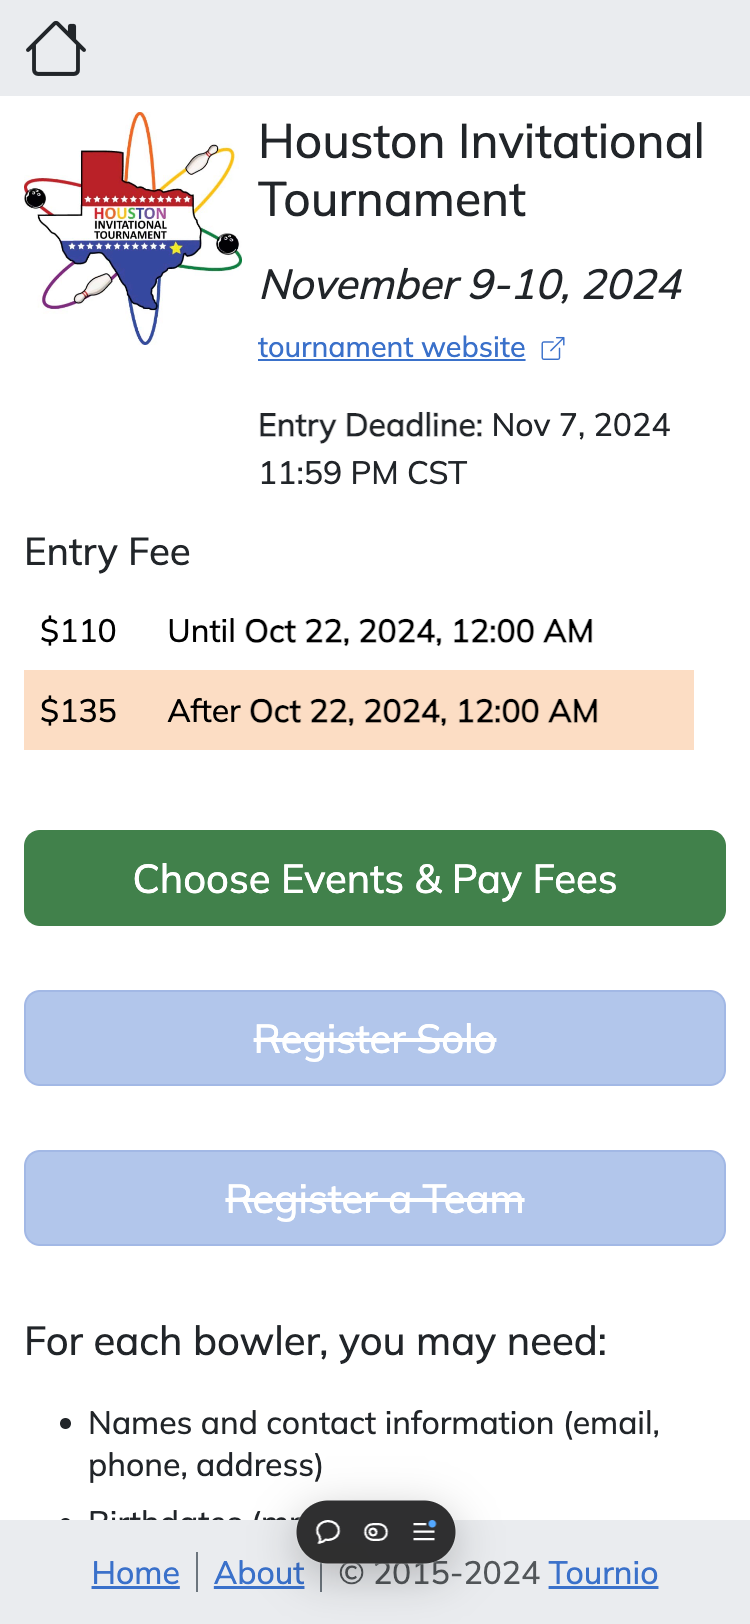 HOUSTON
INVITATIONAL
TOURNAMENT
Houston Invitational
Tournament
November 9-10, 2024
tournament website
Entry Deadline: Nov 7, 2024
11:59 PM CST
Entry Fee
$110 Until Oct 22, 2024, 12:00 AM
$135 After Oct 22, 2024, 12:00 AM
Choose Events & Pay Fees
Register Solo
Register a Team
For each bowler, you may need:
• Names and contact information (email,
phone, address)
• Birthdates
Home | About | © 2015-2024 Tournio